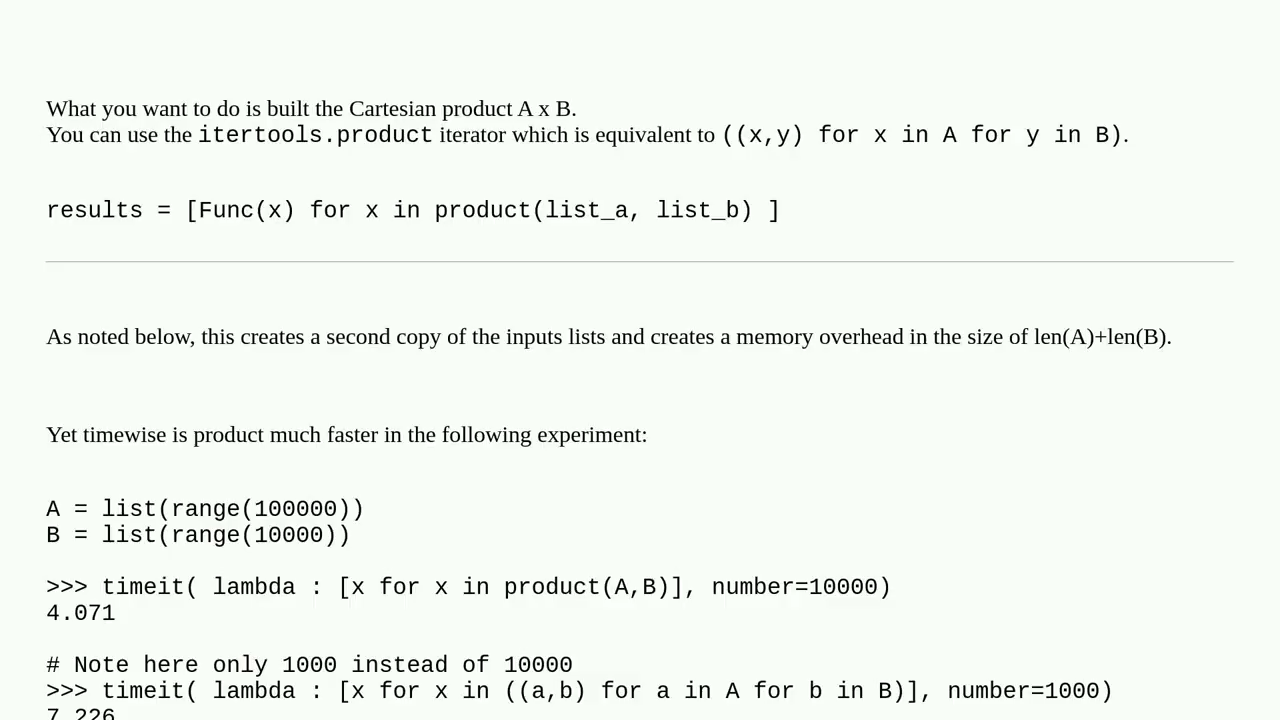 What you want to do is built the Cartesian product A x B.
You can use the itertools.product iterator which is equivalent to ((x,y) for x in A for y in B).
results = [Func(x) for x in product(list_a, list_b) ]
As noted below, this creates a second copy of the inputs lists and creates a memory overhead in the size of len(A)+len(B).
Yet timewise is product much faster in the following experiment:
A = list(range(100000))
B = list(range(10000))
>>> timeit( lambda : [x for x in product(A,B)], number=10000)
4.071
# Note here only 1000 instead of 10000
>>> timeit( lambda : [x for x in ((a,b) for a in A for b in B)], number=1000)
7.226